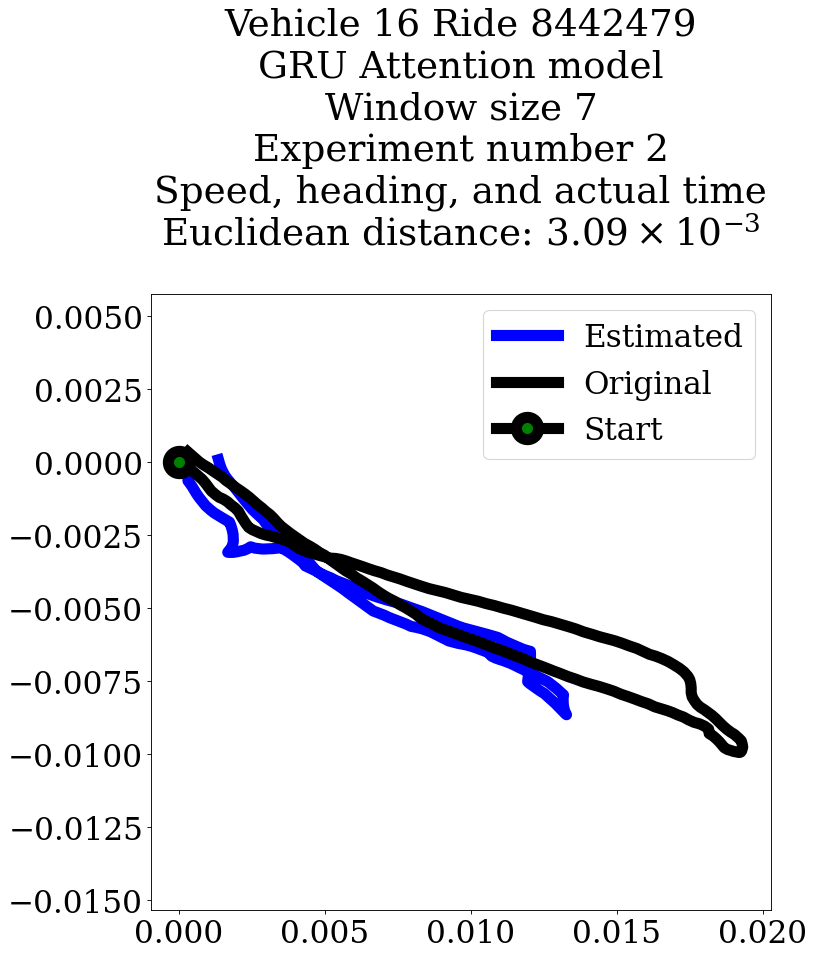 Vehicle 16 Ride 8442479
GRU Attention model
Window size 7
Experiment number 2
Speed, heading, and actual time
Euclidean distance: 3.09 × 10⁻³
Estimated
Original
Start
0.0050
0.0025
0.0000
−0.0025
−0.0050
−0.0075
−0.0100
−0.0125
−0.0150
0.000 0.005 0.010 0.015 0.020